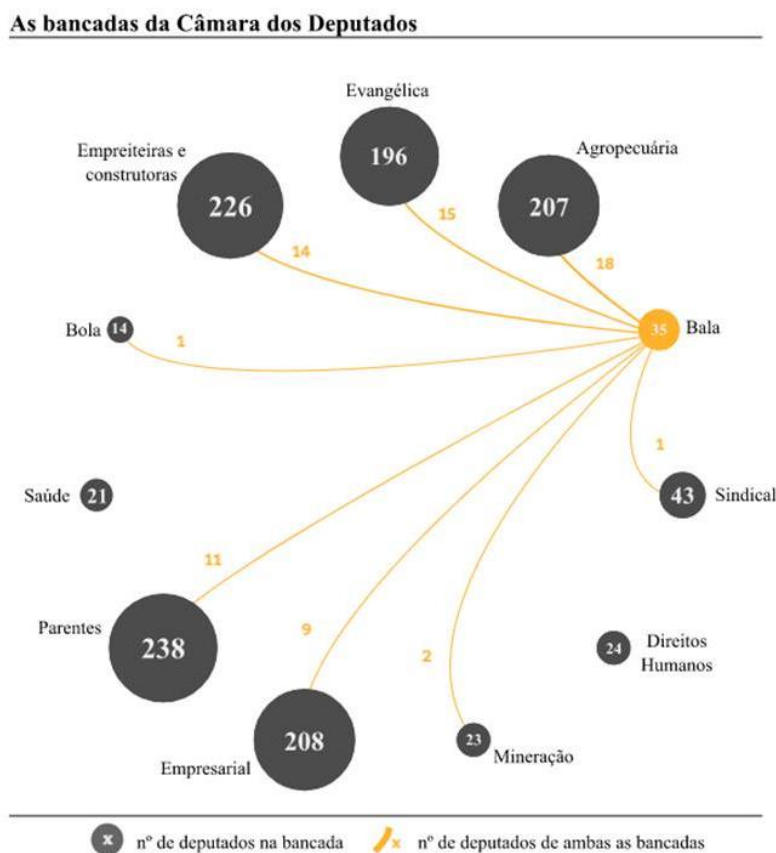 As bancadas da Câmara dos Deputados
Evangélica
196
Empreiteiras e
construtoras
226
Agropecuária
207
15
14
18
Bola
14
1
35
Bala
1
Saúde
21
43
Sindical
11
Parentes
238
9
2
24
Direitos
Humanos
208
Empresarial
23
Mineração
x nº de deputados na bancada
x nº de deputados de ambas as bancadas